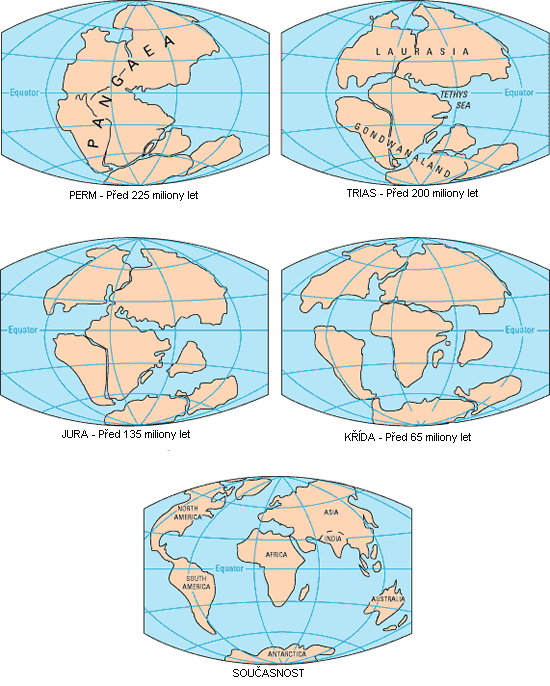 PANGAEA
Equator
PERM - Před 225 miliony let
LAURASIA
TETHYS
SEA
Equator
GONDWANALAND
TRIAS - Před 200 miliony let
Equator
JURA - Před 135 miliony let
Equator
KŘÍDA - Před 65 miliony let
NORTH
AMERICA
ASIA
INDIA
AFRICA
Equator
SOUTH
AMERICA
AUSTRALIA
ANTARCTICA
SOUČASNOST